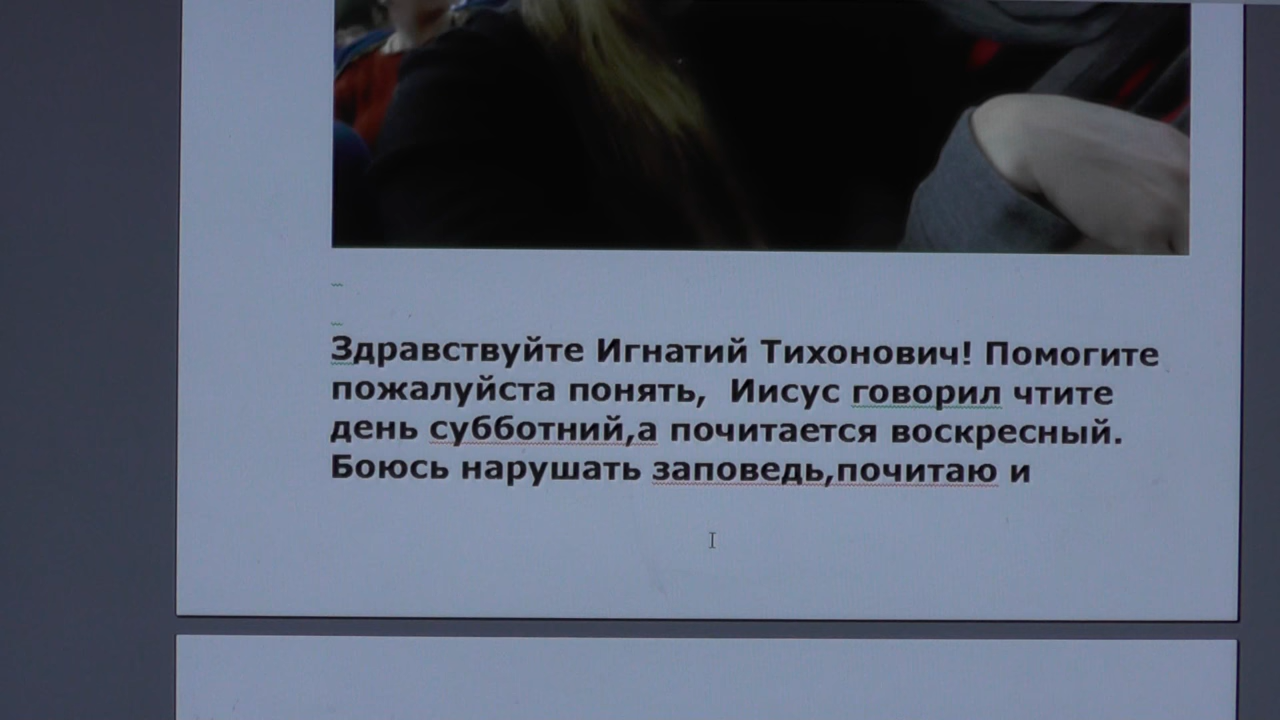 Здравствуйте Игнатий Тихонович! Помогите
пожалуйста понять,  Иисус говорил чтите
день субботний,а почитается воскресный.
Боюсь нарушать заповедь,почитаю и